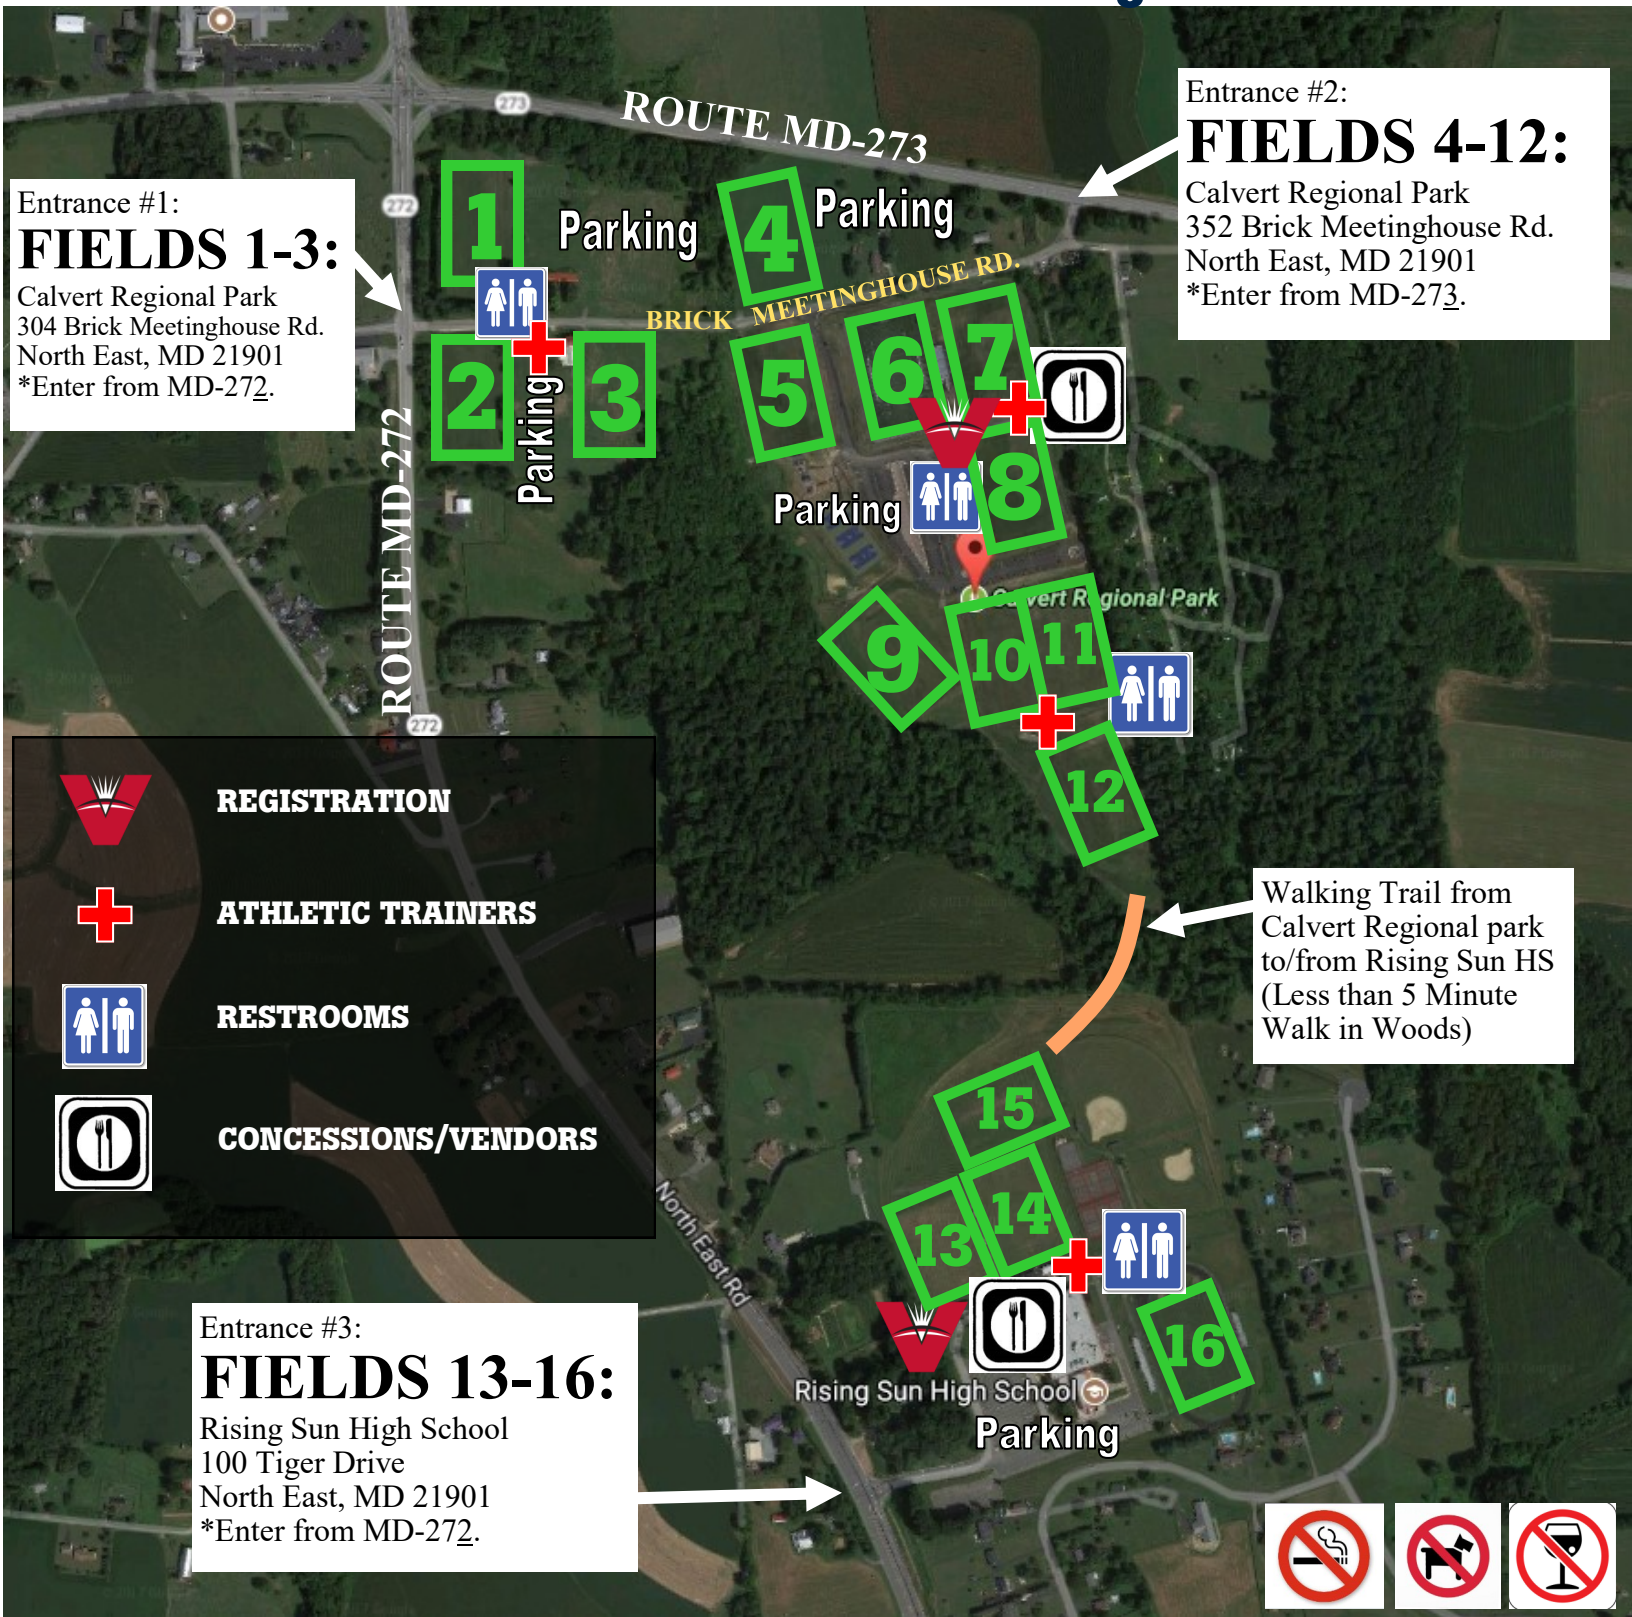 273
ROUTE MD-273
Entrance #2:
FIELDS 4-12:
Calvert Regional Park
352 Brick Meetinghouse Rd.
North East, MD 21901
*Enter from MD-273.
Entrance #1:
FIELDS 1-3:
Calvert Regional Park
304 Brick Meetinghouse Rd.
North East, MD 21901
*Enter from MD-272.
272
1
Parking
4
Parking
BRICK MEETINGHOUSE RD.
2
Parking
3
5
6
7
8
Parking
ROUTE MD-272
272
Calvert Regional Park
9
10
11
12
REGISTRATION
ATHLETIC TRAINERS
RESTROOMS
CONCESSIONS/VENDORS
Walking Trail from
Calvert Regional park
to/from Rising Sun HS
(Less than 5 Minute
Walk in Woods)
15
14
13
16
North East Rd
Rising Sun High School
Parking
Entrance #3:
FIELDS 13-16:
Rising Sun High School
100 Tiger Drive
North East, MD 21901
*Enter from MD-272.